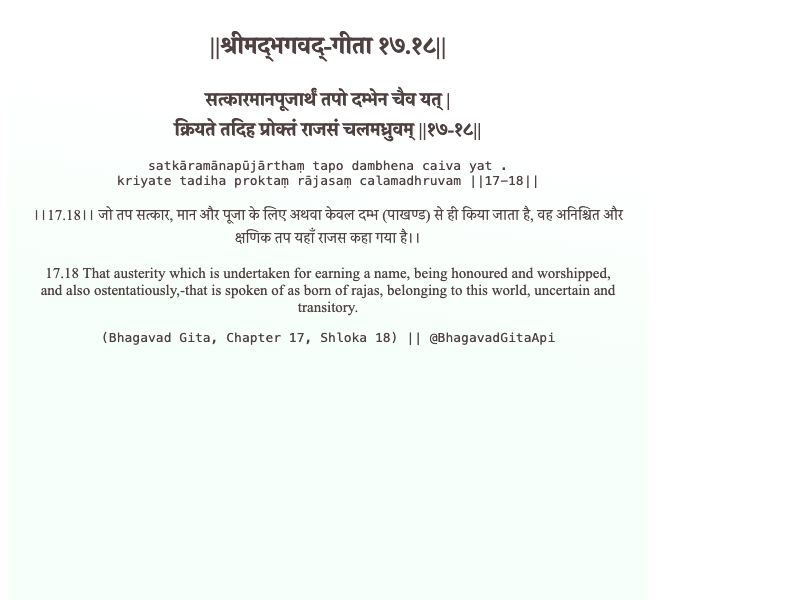 ||श्रीमद्‍भगवद्‍-गीता १७.१८||
सत्कारमानपूजार्थं तपो दम्भेन चैव यत् |
क्रियते तदिह प्रोक्तं राजसं चलमध्रुवम् ||१७-१८||
satkāramānapūjārthaṃ tapo dambhena caiva yat .
kriyate tadiha proktaṃ rājasaṃ calamadhruvam ||17-18||
।।17.18।। जो तप सत्कार, मान और पूजा के लिए अथवा केवल दम्भ (पाखण्ड) से ही किया जाता है, वह अनिश्चित और
क्षणिक तप यहाँ राजस कहा गया है।।
17.18 That austerity which is undertaken for earning a name, being honoured and worshipped,
and also ostentatiously,-that is spoken of as born of rajas, belonging to this world, uncertain and
transitory.
(Bhagavad Gita, Chapter 17, Shloka 18) || @BhagavadGitaApi